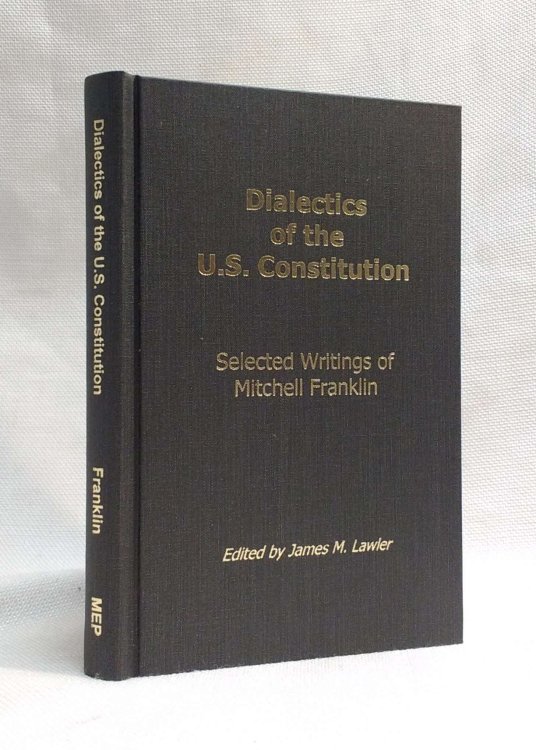 Dialectics of the U.S. Constitution
Franklin
MEP
Dialectics
of the
U.S. Constitution
Selected Writings of
Mitchell Franklin
Edited by James M. Lawler